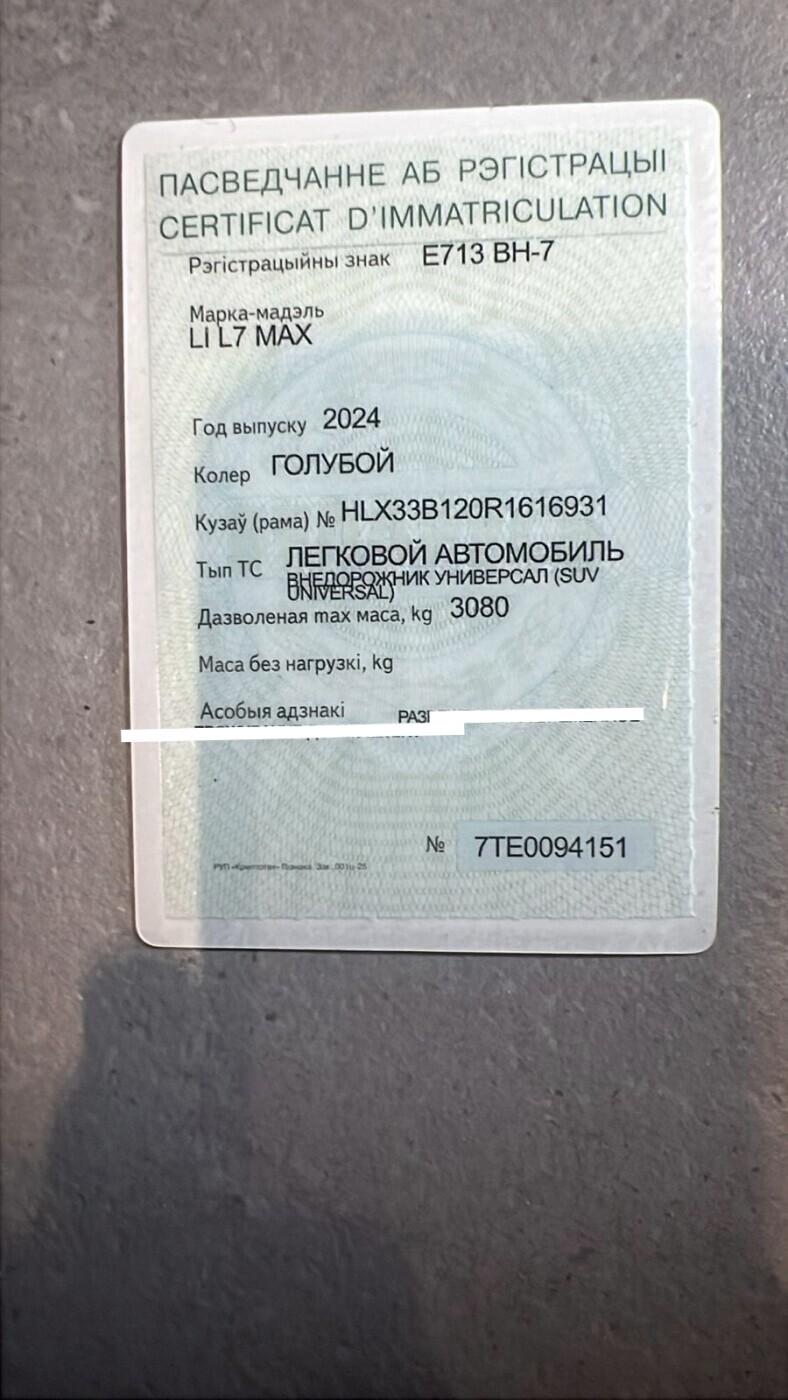 ПАСВЕДЧАННЕ АБ РЭГІСТРАЦЫІ
CERTIFICAT D'IMMATRICULATION
Рэгістрацыйны знак E713 BH-7
Марка-мадэль
LI L7 MAX
Год выпуску 2024
Колер ГОЛУБОЙ
Кузаў (рама) № HLX33B120R1616931
Тып ТС ЛЕГКОВОЙ АВТОМОБИЛЬ
ВНЕДОРОЖНИК УНИВЕРСАЛ (SUV
UNIVERSAL)
Дазволеная max маса, kg 3080
Маса без нагрузкі, kg
Асобыя адзнакі
№ 7TE0094151